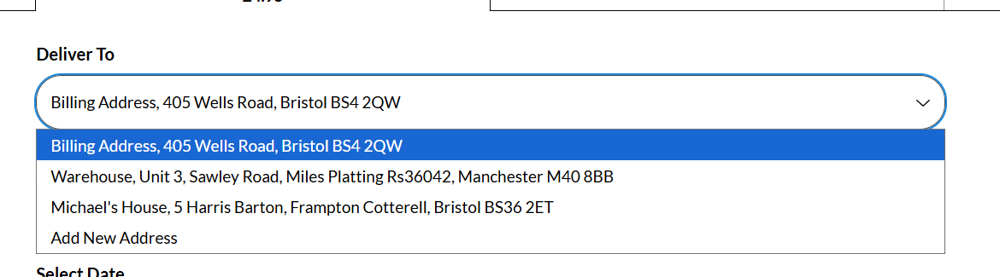 Deliver To
Billing Address, 405 Wells Road, Bristol BS4 2QW
Billing Address, 405 Wells Road, Bristol BS4 2QW
Warehouse, Unit 3, Sawley Road, Miles Platting Rs36042, Manchester M40 8BB
Michael's House, 5 Harris Barton, Frampton Cotterell, Bristol BS36 2ET
Add New Address
Select Date